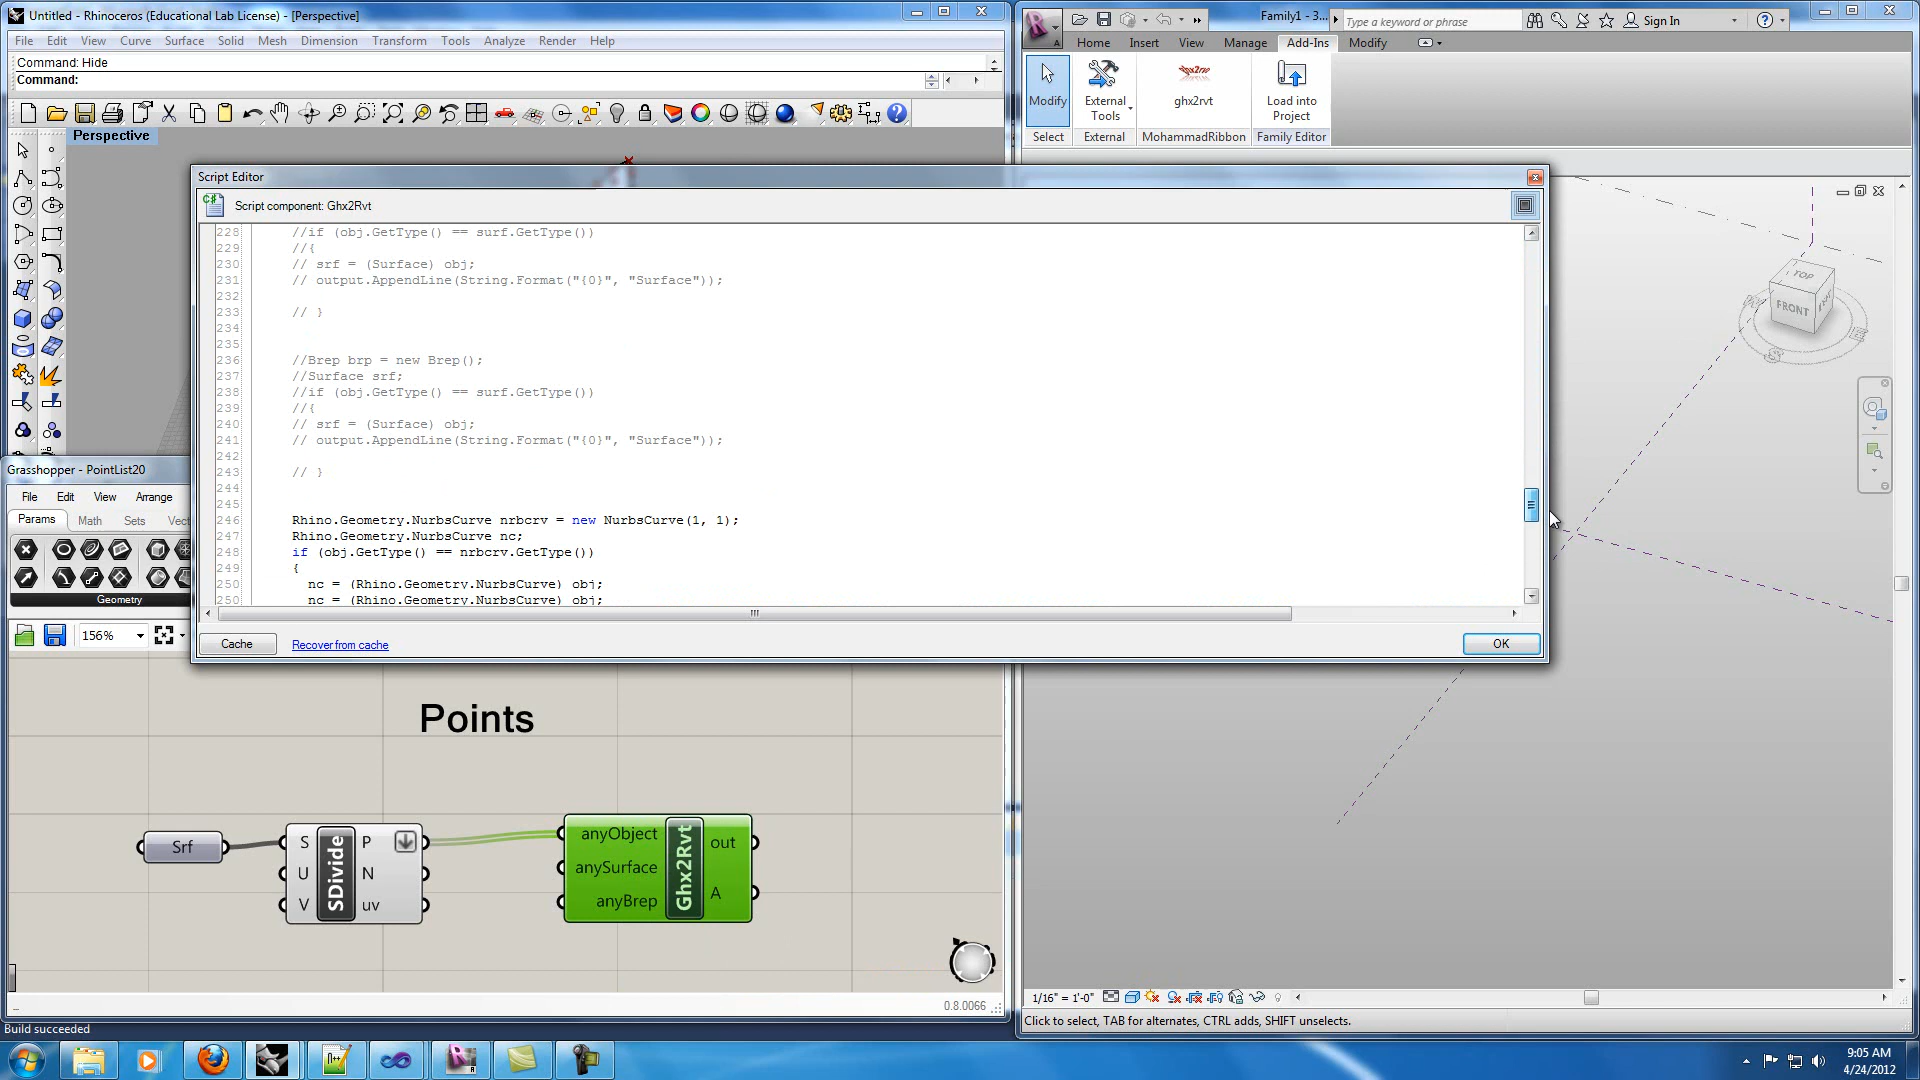 Untitled - Rhinoceros (Educational Lab License) - [Perspective]
File Edit View Curve Surface Solid Mesh Dimension Transform Tools Analyze Render Help
Command: Hide
Command:
Perspective
Family1 - 3...
Type a keyword or phrase
Sign In
Home Insert View Manage Add-Ins Modify
Modify
External Tools
ghx2rvt
Load into Project
Select External MohammadRibbon Family Editor
Script Editor
Script component: Ghx2Rvt
228 //if (obj.GetType() == surf.GetType())
229 //{
230 // srf = (Surface) obj;
231 // output.AppendLine(String.Format("{0}", "Surface"));
232
233 // }
234
235
236 //Brep brp = new Brep();
237 //Surface srf;
238 //if (obj.GetType() == surf.GetType())
239 //{
240 // srf = (Surface) obj;
241 // output.AppendLine(String.Format("{0}", "Surface"));
242
243 // }
244
245
246 Rhino.Geometry.NurbsCurve nrbcrv = new NurbsCurve(1, 1);
247 Rhino.Geometry.NurbsCurve nc;
248 if (obj.GetType() == nrbcrv.GetType())
249 {
250 nc = (Rhino.Geometry.NurbsCurve) obj;
250 nc = (Rhino.Geometry.NurbsCurve) obj;
Cache
Recover from cache
OK
TOP
FRONT
Grasshopper - PointList20
File Edit View Arrange
Params Math Sets Vect
Geometry
156%
Points
Srf
S U V
SDivide
P N uv
anyObject
anySurface
anyBrep
Ghx2Rvt
out
A
0.8.0066
Build succeeded
1/16" = 1'-0"
Click to select, TAB for alternates, CTRL adds, SHIFT unselects.
9:05 AM
4/24/2012